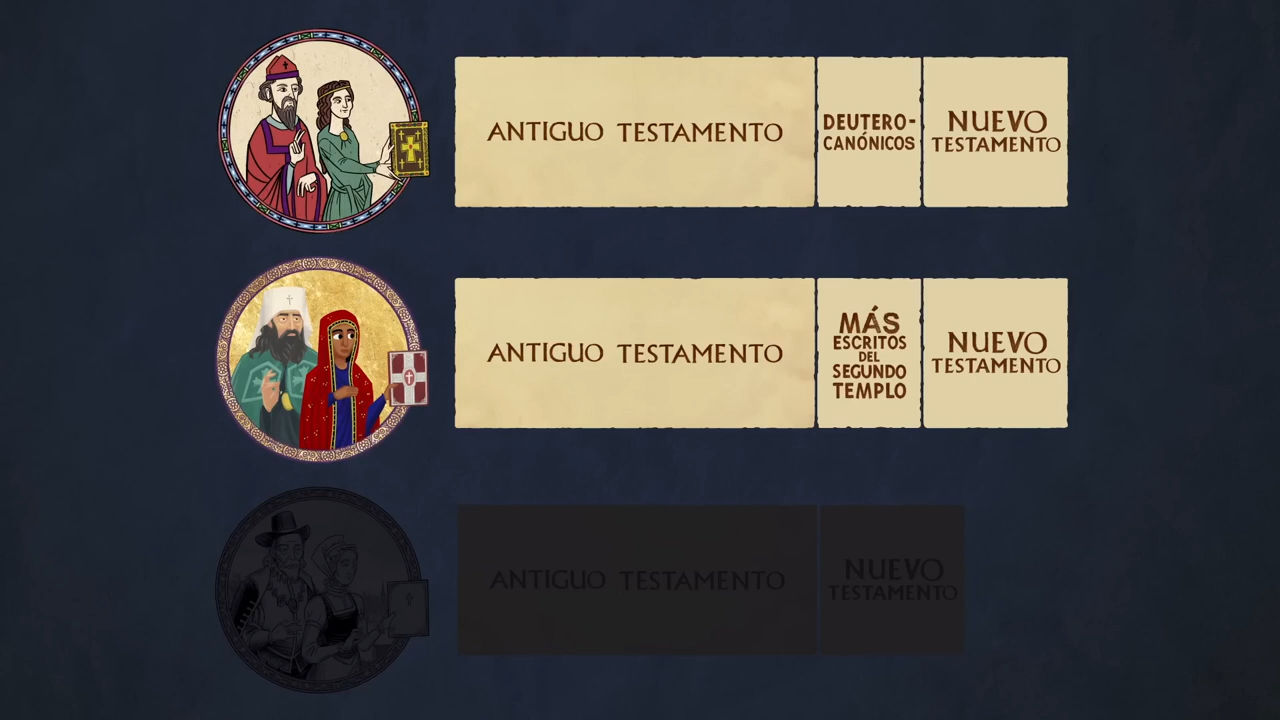 ANTIGUO TESTAMENTO
DEUTERO-
CANÓNICOS
NUEVO
TESTAMENTO
ANTIGUO TESTAMENTO
MÁS
ESCRITOS
DEL
SEGUNDO
TEMPLO
NUEVO
TESTAMENTO
ANTIGUO TESTAMENTO
NUEVO
TESTAMENTO